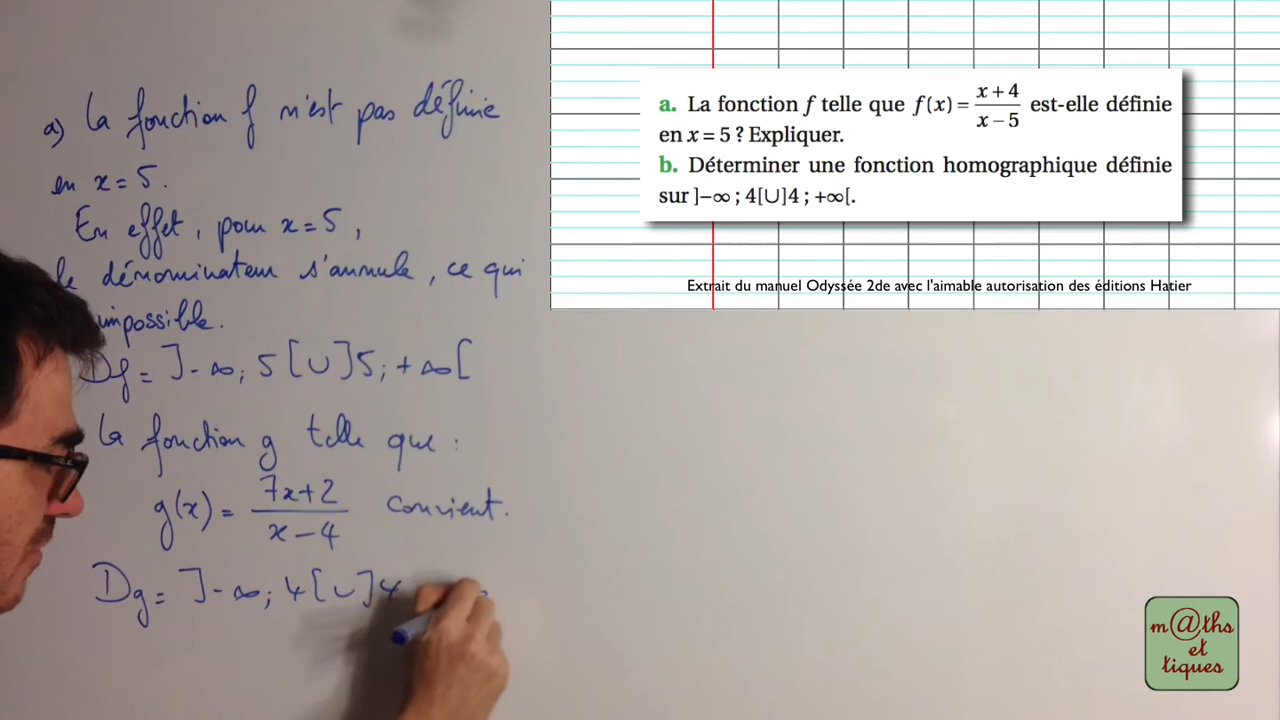 a) La fonction f n'est pas définie
en x = 5.
En effet, pour x = 5,
le dénominateur s'annule, ce qui
impossible.
Df = ]-∞; 5[∪]5; +∞[
La fonction g telle que :
g(x) = (7x+2)/(x-4) convient.
Dg = ]-∞; 4[∪]4
a. La fonction f telle que f(x) = (x+4)/(x-5) est-elle définie
en x = 5 ? Expliquer.
b. Déterminer une fonction homographique définie
sur ]-∞ ; 4[∪]4 ; +∞[.
Extrait du manuel Odyssée 2de avec l'aimable autorisation des éditions Hatier
m@ths
et
tiques